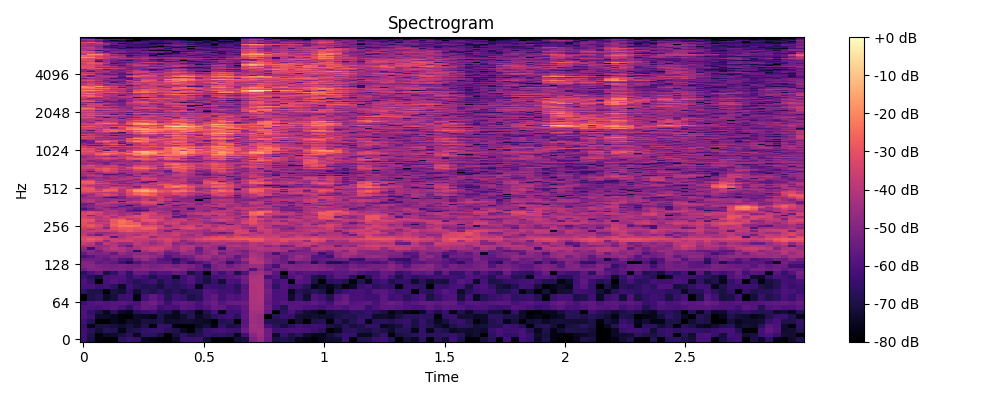 Spectrogram
Hz
4096
2048
1024
512
256
128
64
0
0
0.5
1
1.5
2
2.5
Time
+0 dB
-10 dB
-20 dB
-30 dB
-40 dB
-50 dB
-60 dB
-70 dB
-80 dB